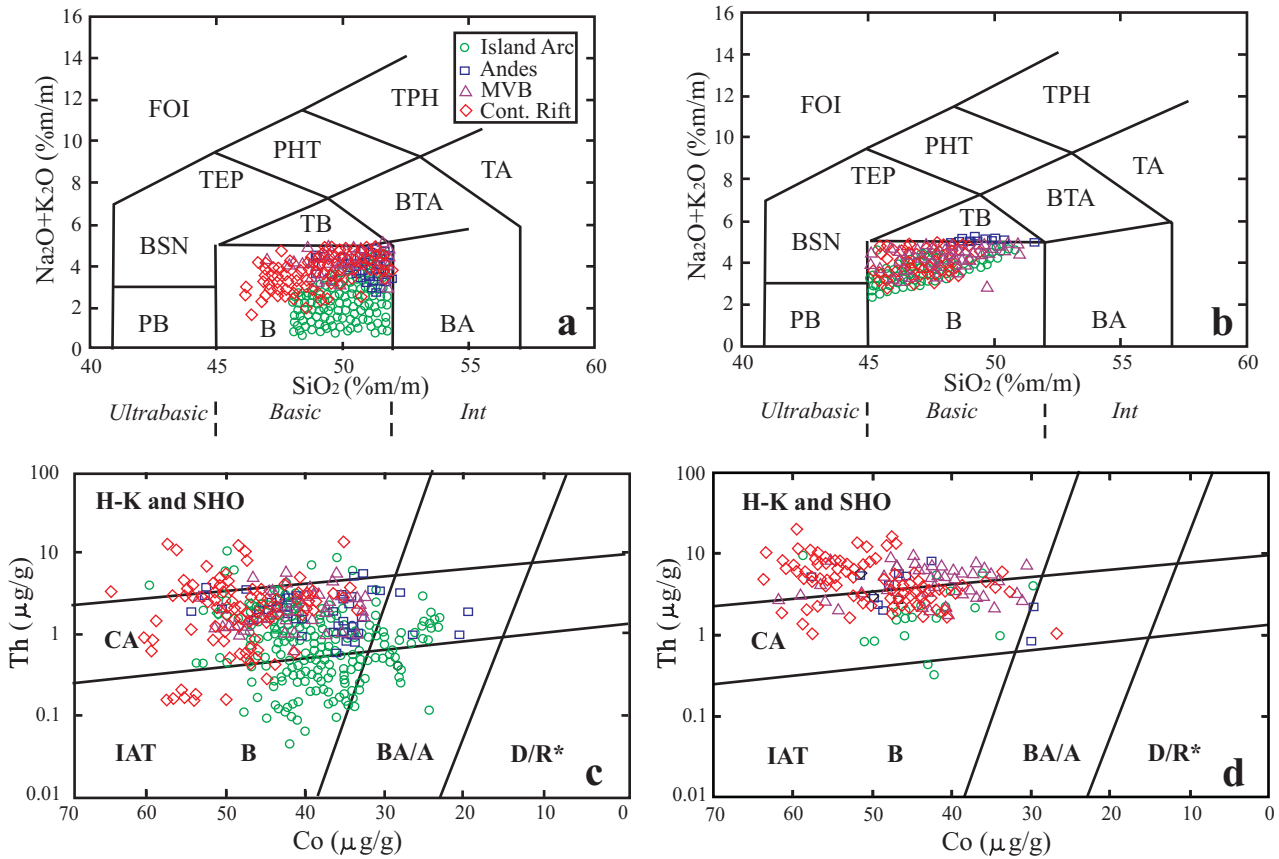 16
14
12
10
8
6
4
2
0
Na2O+K2O (%m/m)
FOI
TPH
PHT
TA
TEP
BTA
TB
BSN
PB
B
BA
a
Island Arc
Andes
MVB
Cont. Rift
40
45
50
55
60
SiO2 (%m/m)
Ultrabasic
Basic
Int
16
14
12
10
8
6
4
2
0
Na2O+K2O (%m/m)
FOI
TPH
PHT
TA
TEP
BTA
TB
BSN
PB
B
BA
b
40
45
50
55
60
SiO2 (%m/m)
Ultrabasic
Basic
Int
100
10
1
0.1
0.01
Th (μg/g)
H-K and SHO
CA
IAT
B
BA/A
D/R*
c
70
60
50
40
30
20
10
0
Co (μg/g)
100
10
1
0.1
0.01
Th (μg/g)
H-K and SHO
CA
IAT
B
BA/A
D/R*
d
70
60
50
40
30
20
10
0
Co (μg/g)